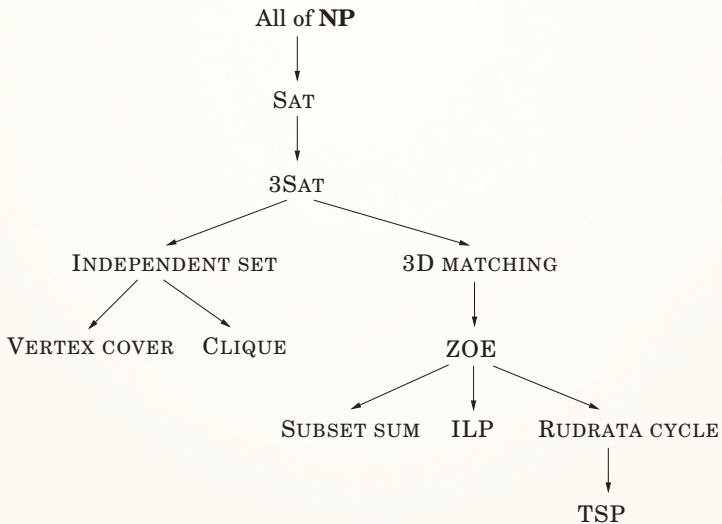 All of NP
SAT
3SAT
INDEPENDENT SET 3D MATCHING
VERTEX COVER CLIQUE ZOE
SUBSET SUM ILP RUDRATA CYCLE
TSP